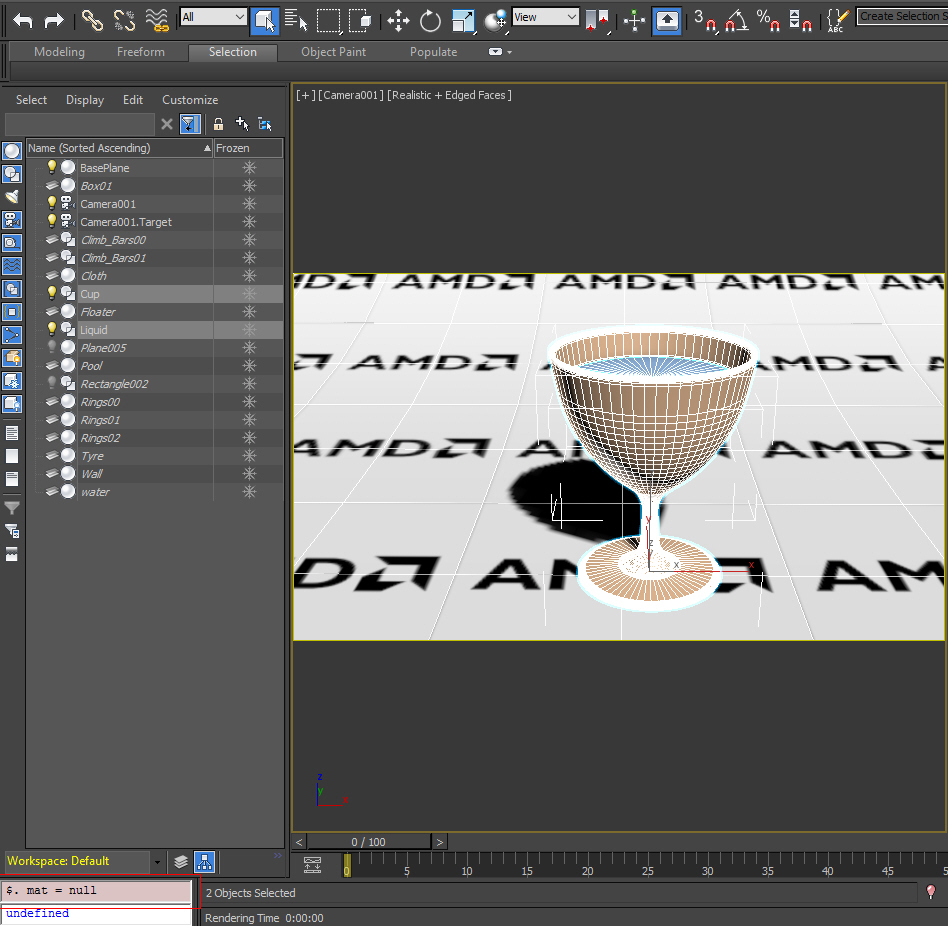 All
View
3
%
ABC
Create Selection S
Modeling Freeform Selection Object Paint Populate
Select Display Edit Customize
[+] [Camera001] [Realistic + Edged Faces ]
Name (Sorted Ascending) Frozen
BasePlane
Box01
Camera001
Camera001.Target
Climb_Bars00
Climb_Bars01
Cloth
Cup
Floater
Liquid
Plane005
Pool
Rectangle002
Rings00
Rings01
Rings02
Tyre
Wall
water
AMD AMD AMD AMD AM
AMD AMD
AMD AMD AMD
D AMD AM
y
z
x x
z
y
x
< 0 / 100 >
Workspace: Default
0 5 10 15 20 25 30 35 40 45 5
$. mat = null
2 Objects Selected
undefined
Rendering Time 0:00:00